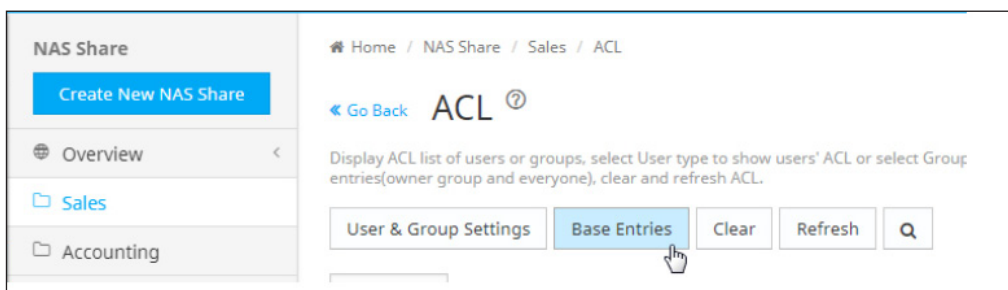 NAS Share
Create New NAS Share
Overview
Sales
Accounting
Home / NAS Share / Sales / ACL
Go Back ACL
Display ACL list of users or groups, select User type to show users' ACL or select Group
entries(owner group and everyone), clear and refresh ACL.
User & Group Settings Base Entries Clear Refresh